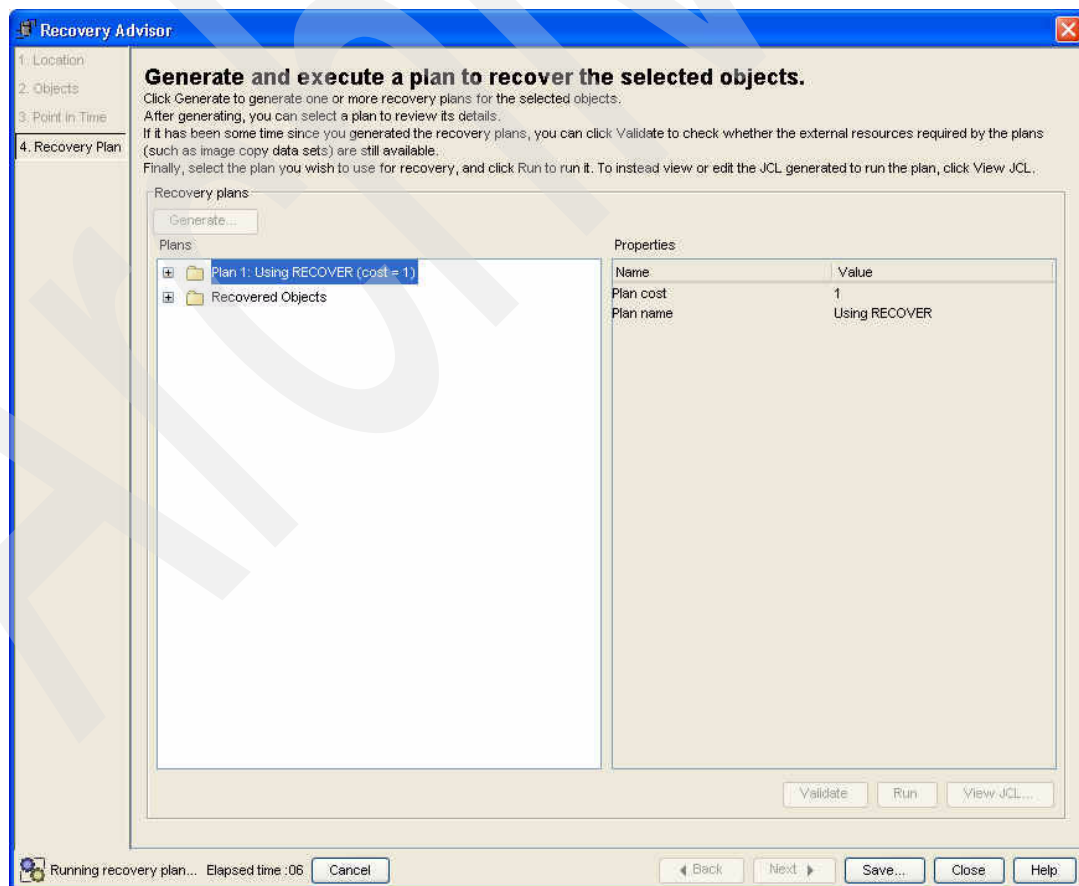 Recovery Advisor
1. Location
2. Objects
3. Point in Time
4. Recovery Plan
Generate and execute a plan to recover the selected objects.
Click Generate to generate one or more recovery plans for the selected objects.
After generating, you can select a plan to review its details.
If it has been some time since you generated the recovery plans, you can click Validate to check whether the external resources required by the plans
(such as image copy data sets) are still available.
Finally, select the plan you wish to use for recovery, and click Run to run it. To instead view or edit the JCL generated to run the plan, click View JCL.
Recovery plans
Generate...
Plans
Plan 1: Using RECOVER (cost = 1)
Recovered Objects
Properties
Name Value
Plan cost 1
Plan name Using RECOVER
Validate Run View JCL...
Running recovery plan... Elapsed time :06 Cancel Back Next Save... Close Help